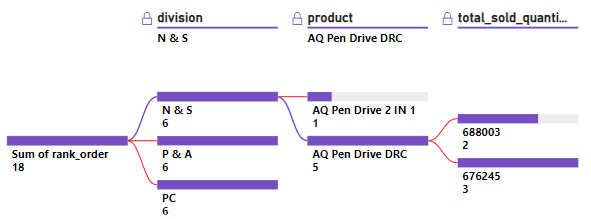 division
product
total_sold_quanti...
N & S
AQ Pen Drive DRC
N & S
6
AQ Pen Drive 2 IN 1
1
688003
2
Sum of rank_order
18
P & A
6
AQ Pen Drive DRC
5
676245
3
PC
6